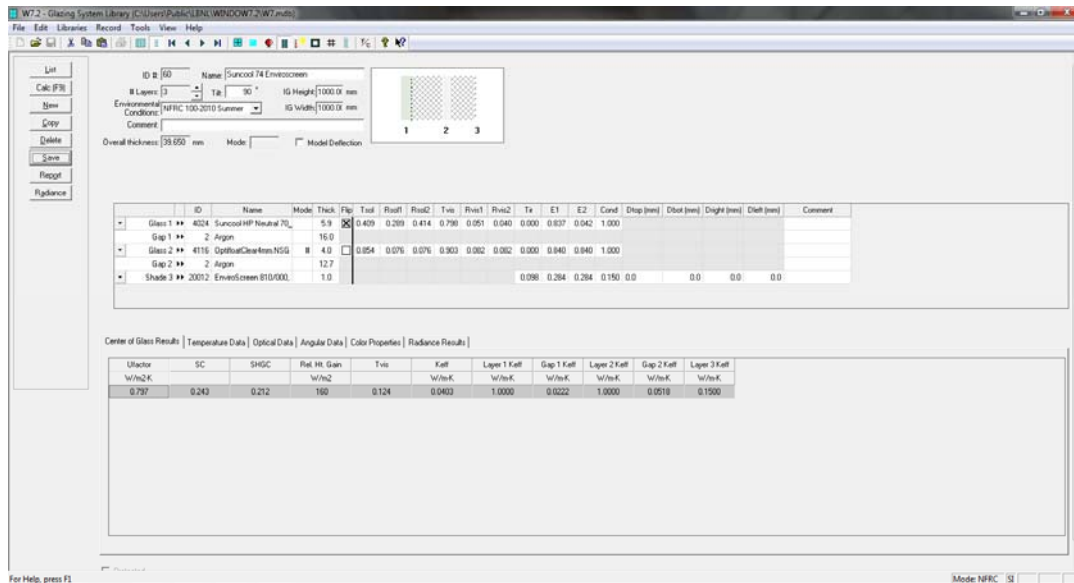 W7.2 - Glazing System Library (C:\Users\Public\LBNL\WINDOW7.2\W7.mdb)
File Edit Libraries Record Tools View Help
List
Calc (F9)
New
Copy
Delete
Save
Report
Radiance
ID #: 60 Name: Suncool 74 Enviroscreen
# Layers: 3 Tilt: 90 ° IG Height: 1000.0 mm
Environmental Conditions: NFRC 100-2010 Summer IG Width: 1000.0 mm
Comment:
Overall thickness: 39.650 mm Mode: Model Deflection
1 2 3
ID Name Mode Thick Flip Tsol Rsol1 Rsol2 Tvis Rvis1 Rvis2 Tir E1 E2 Cond Dtop (mm) Dbot (mm) Dright (mm) Dleft (mm) Comment
Glass 1 4024 Suncool HP Neutral 70_ 5.9 0.409 0.289 0.414 0.798 0.051 0.040 0.000 0.837 0.042 1.000
Gap 1 2 Argon 16.0
Glass 2 4116 OptifloatClear4mm.NSG # 4.0 0.854 0.076 0.076 0.903 0.082 0.082 0.000 0.840 0.840 1.000
Gap 2 2 Argon 12.7
Shade 3 20012 EnviroScreen 810/000, 1.0 0.098 0.284 0.284 0.150 0.0 0.0 0.0 0.0
Center of Glass Results Temperature Data Optical Data Angular Data Color Properties Radiance Results
Ufactor SC SHGC Rel. Ht. Gain Tvis Keff Layer 1 Keff Gap 1 Keff Layer 2 Keff Gap 2 Keff Layer 3 Keff
W/m2-K W/m2 W/m-K W/m-K W/m-K W/m-K W/m-K W/m-K
0.797 0.243 0.212 160 0.124 0.0403 1.0000 0.0222 1.0000 0.0518 0.1500
For Help, press F1
Mode: NFRC SI